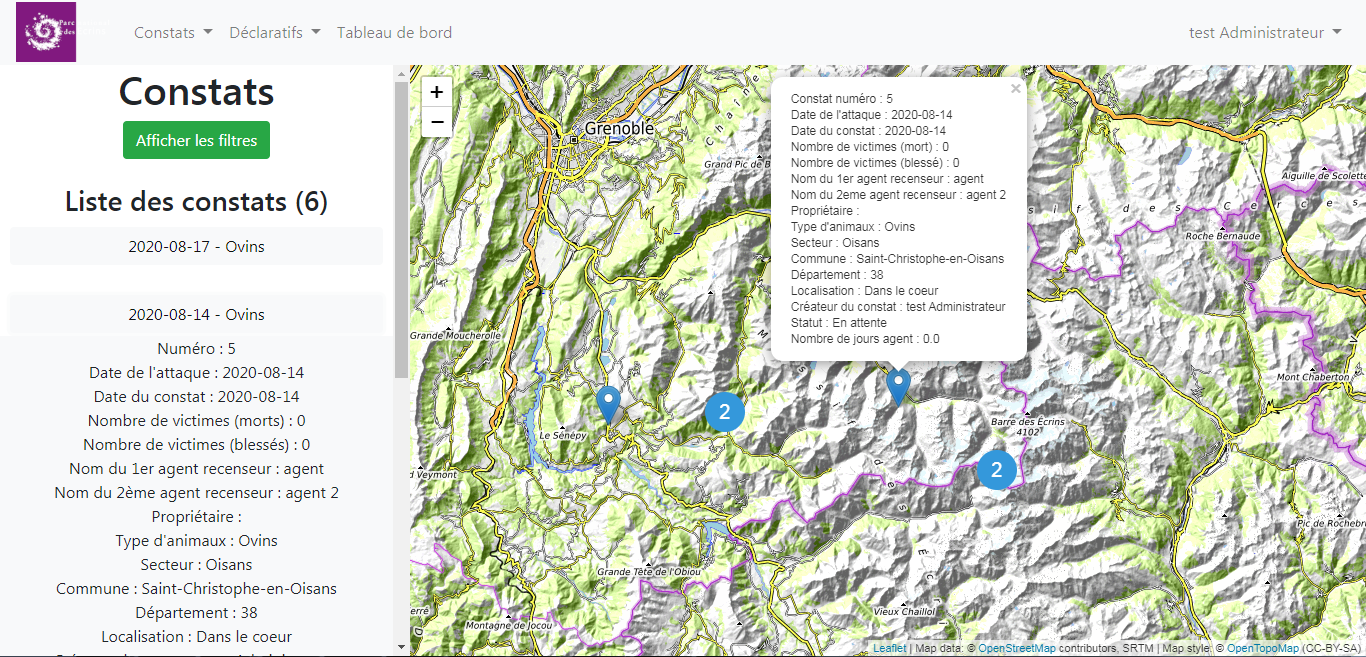 Parc
des
Constats
Déclaratifs
Tableau de bord
test Administrateur
Constats
Afficher les filtres
Liste des constats (6)
2020-08-17 - Ovins
2020-08-14 - Ovins
Numéro : 5
Date de l'attaque : 2020-08-14
Date du constat : 2020-08-14
Nombre de victimes (morts) : 0
Nombre de victimes (blessés) : 0
Nom du 1er agent recenseur : agent
Nom du 2ème agent recenseur : agent 2
Propriétaire :
Type d'animaux : Ovins
Secteur : Oisans
Commune : Saint-Christophe-en-Oisans
Département : 38
Localisation : Dans le coeur
+
−
Constat numéro : 5
Date de l'attaque : 2020-08-14
Date du constat : 2020-08-14
Nombre de victimes (mort) : 0
Nombre de victimes (blessé) : 0
Nom du 1er agent recenseur : agent
Nom du 2eme agent recenseur : agent 2
Propriétaire :
Type d'animaux : Ovins
Secteur : Oisans
Commune : Saint-Christophe-en-Oisans
Département : 38
Localisation : Dans le coeur
Créateur du constat : test Administrateur
Statut : En attente
Nombre de jours agent : 0.0
×
Grenoble
Chaîne
Grand Pic de B
Aiguille de Scolette
sif des Cerces
Roche Bernaude
Grande Moucherolle
Mont Chaberton
2
Le Sénépy
Barre des Écrins
4102
2
d Veymont
Pic de Rochebr
Grande Tête de l'Obiou
Vieux Chaillol
erré
Montagne de Jocou
Leaflet | Map data: © OpenStreetMap contributors, SRTM | Map style: © OpenTopoMap (CC-BY-SA)